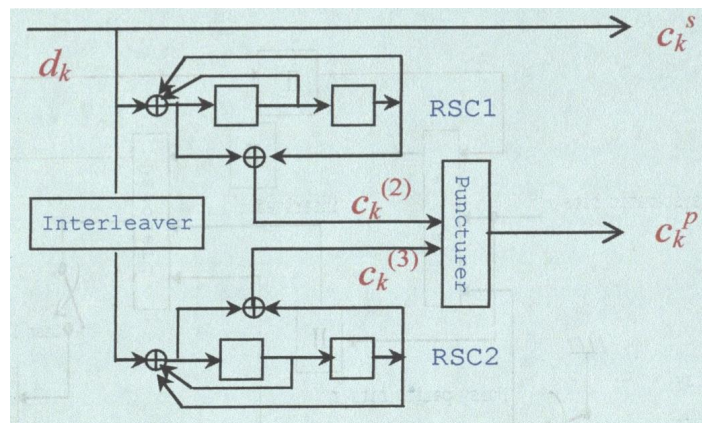 c_k^s
d_k
RSC1
c_k^(2)
Interleaver
Puncturer
c_k^p
c_k^(3)
RSC2